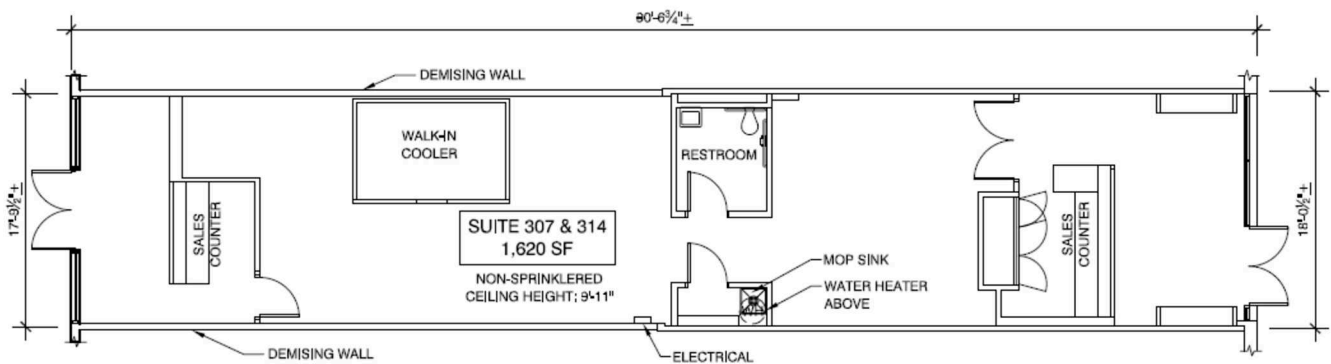 90'-6¾"±
DEMISING WALL
WALK-IN
COOLER
RESTROOM
17'-9½"±
SALES
COUNTER
SUITE 307 & 314
1,620 SF
NON-SPRINKLERED
CEILING HEIGHT; 9'-11"
MOP SINK
WATER HEATER
ABOVE
SALES
COUNTER
18'-0½"±
DEMISING WALL
ELECTRICAL